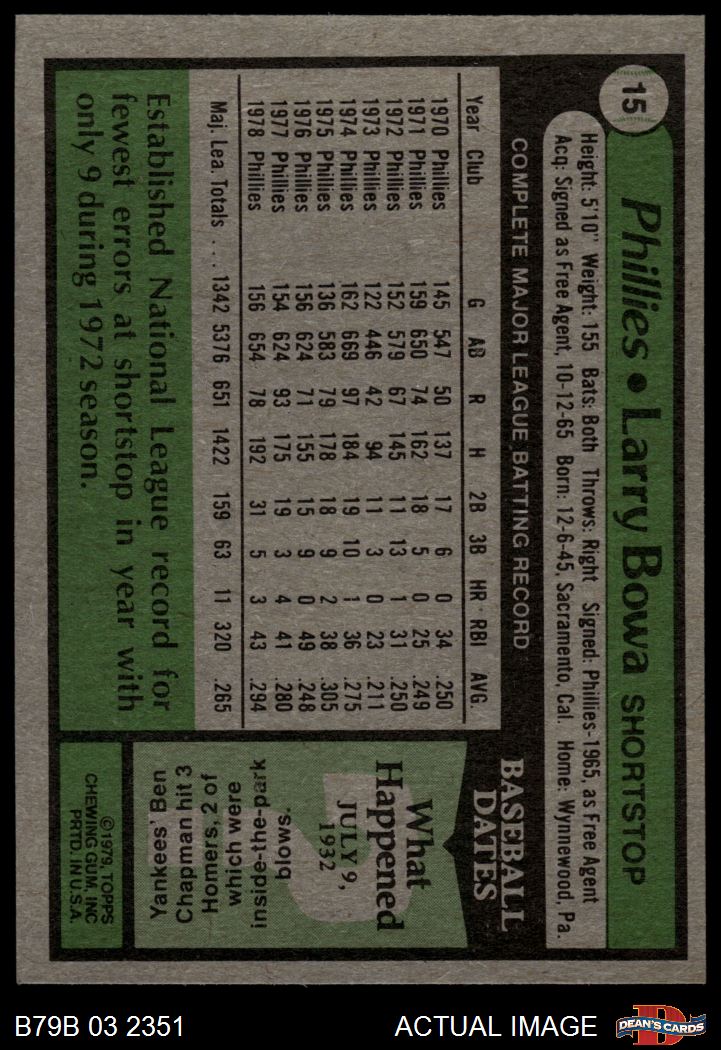 15
Phillies • Larry Bowa SHORTSTOP
Height: 5'10" Weight: 155 Bats: Both Throws: Right Signed: Phillies-1965, as Free Agent
Acq: Signed as Free Agent, 10-12-65 Born: 12-6-45, Sacramento, Cal. Home: Wynnewood, Pa.
COMPLETE MAJOR LEAGUE BATTING RECORD
Year Club G AB R H 2B 3B HR RBI AVG.
1970 Phillies 145 547 50 137 17 6 0 34 .250
1971 Phillies 159 650 74 162 18 5 0 25 .249
1972 Phillies 152 579 67 145 11 13 1 31 .250
1973 Phillies 122 446 42 94 11 3 0 23 .211
1974 Phillies 162 669 97 184 19 10 1 36 .275
1975 Phillies 136 583 79 178 18 9 2 38 .305
1976 Phillies 156 624 71 155 15 9 0 49 .248
1977 Phillies 154 624 93 175 19 3 4 41 .280
1978 Phillies 156 654 78 192 31 5 3 43 .294
Maj. Lea. Totals . . . 1342 5376 651 1422 159 63 11 320 .265
Established National League record for
fewest errors at shortstop in year with
only 9 during 1972 season.
BASEBALL
DATES
What
Happened
JULY 9,
1932
Yankees' Ben
Chapman hit 3
Homers, 2 of
which were
inside-the-park
blows.
©1979, TOPPS
CHEWING GUM, INC
PRTD. IN U.S.A.
B79B 03 2351
ACTUAL IMAGE
DEAN'S CARDS